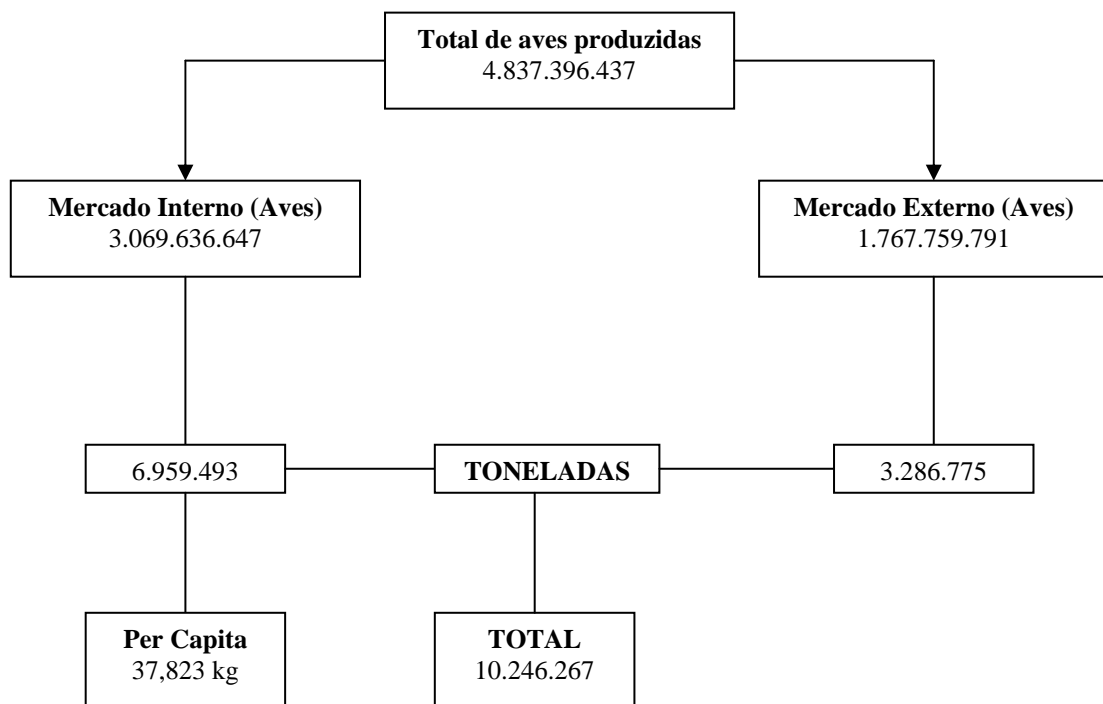 Total de aves produzidas
4.837.396.437
Mercado Interno (Aves)
3.069.636.647
Mercado Externo (Aves)
1.767.759.791
6.959.493
TONELADAS
3.286.775
Per Capita
37,823 kg
TOTAL
10.246.267